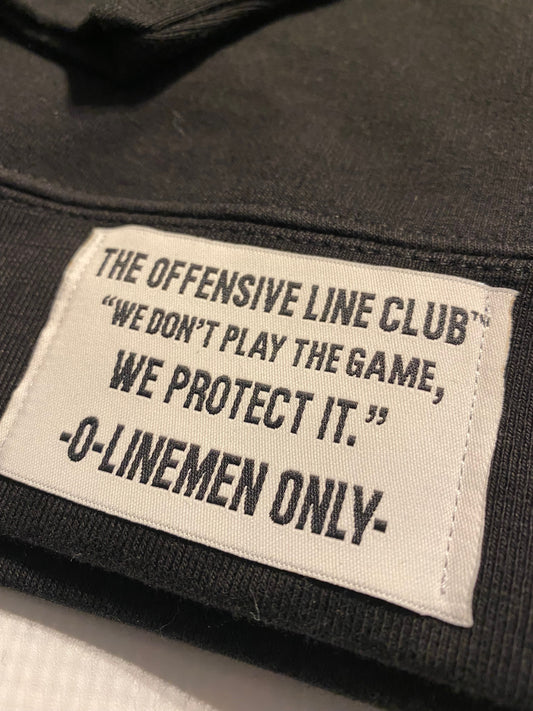 THE OFFENSIVE LINE CLUB™
“WE DON’T PLAY THE GAME,
WE PROTECT IT.”
-O-LINEMEN ONLY-